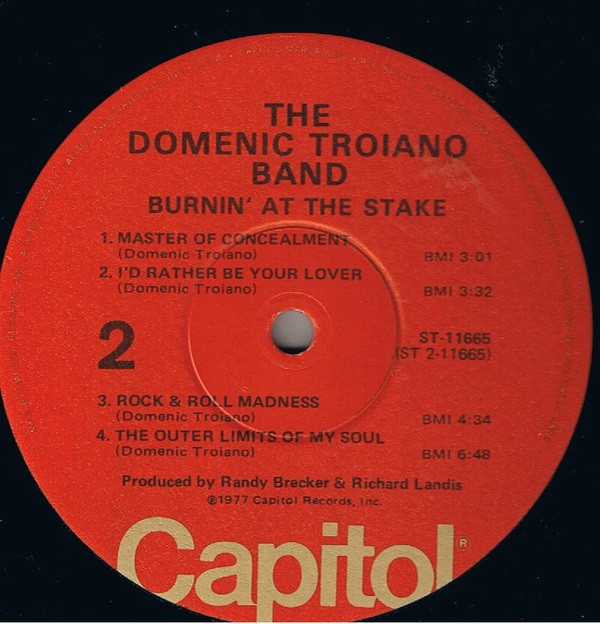 THE
DOMENIC TROIANO
BAND
BURNIN' AT THE STAKE
1. MASTER OF CONCEALMENT
(Domenic Troiano)
BMI 3:01
2. I'D RATHER BE YOUR LOVER
(Domenic Troiano)
BMI 3:32
2
ST-11665
(ST 2-11665)
3. ROCK & ROLL MADNESS
(Domenic Troiano)
BMI 4:34
4. THE OUTER LIMITS OF MY SOUL
(Domenic Troiano)
BMI 6:48
Produced by Randy Brecker & Richard Landis
℗1977 Capitol Records, Inc.
Capitol®